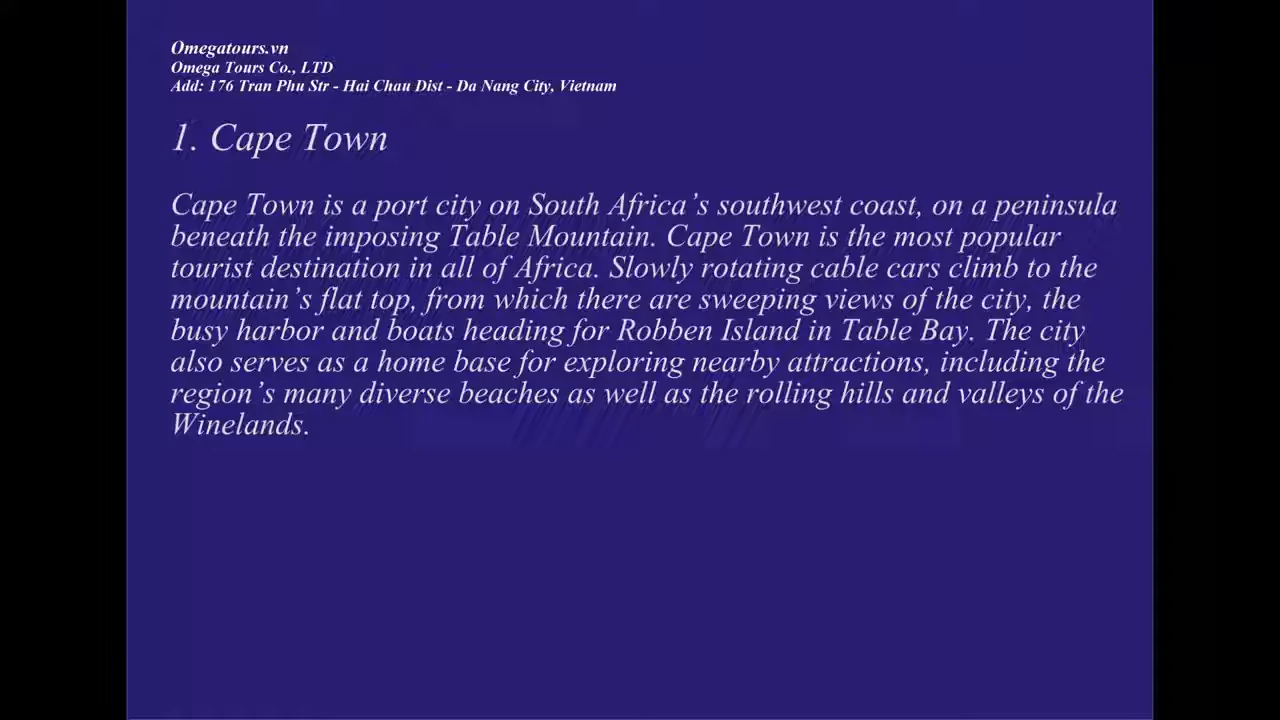 Omegatours.vn
Omega Tours Co., LTD
Add: 176 Tran Phu Str - Hai Chau Dist - Da Nang City, Vietnam
1. Cape Town
Cape Town is a port city on South Africa’s southwest coast, on a peninsula
beneath the imposing Table Mountain. Cape Town is the most popular
tourist destination in all of Africa. Slowly rotating cable cars climb to the
mountain’s flat top, from which there are sweeping views of the city, the
busy harbor and boats heading for Robben Island in Table Bay. The city
also serves as a home base for exploring nearby attractions, including the
region’s many diverse beaches as well as the rolling hills and valleys of the
Winelands.